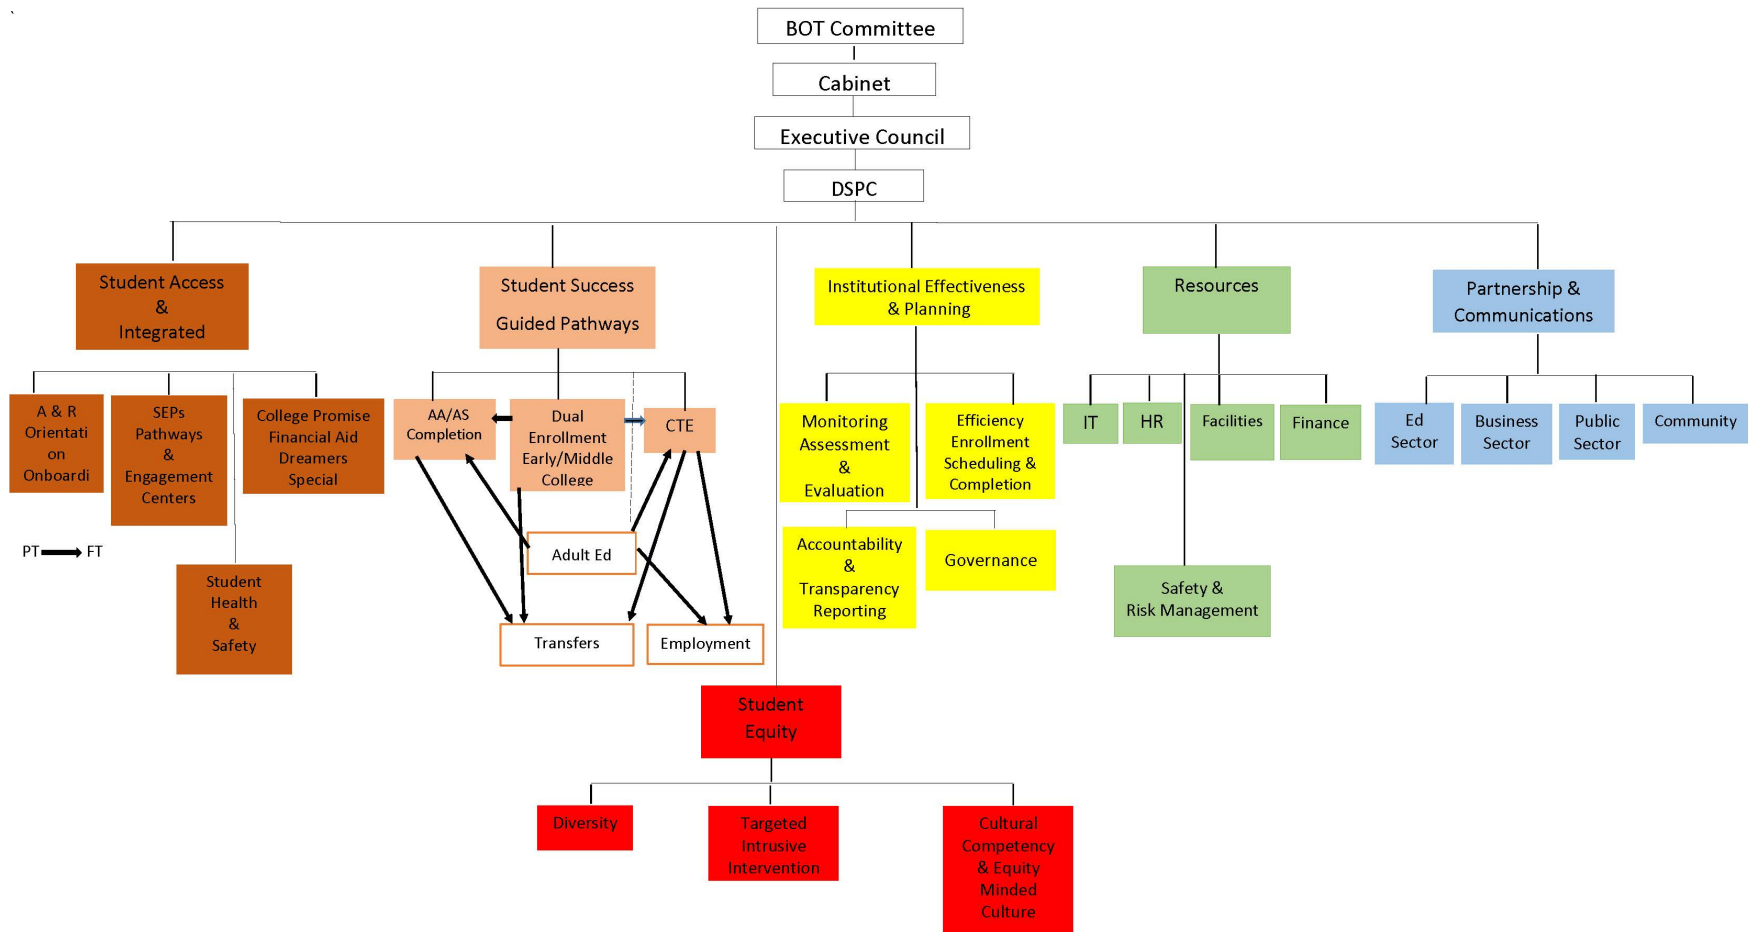 `
BOT Committee
Cabinet
Executive Council
DSPC
Student Access
&
Integrated
Student Success
Guided Pathways
Institutional Effectiveness
& Planning
Resources
Partnership &
Communications
A & R
Orientati
on
Onboardi
SEPs
Pathways
&
Engagement
Centers
College Promise
Financial Aid
Dreamers
Special
AA/AS
Completion
Dual
Enrollment
Early/Middle
College
CTE
Monitoring
Assessment
&
Evaluation
Efficiency
Enrollment
Scheduling &
Completion
IT
HR
Facilities
Finance
Ed
Sector
Business
Sector
Public
Sector
Community
PT
FT
Student
Health
&
Safety
Adult Ed
Transfers
Employment
Accountability
&
Transparency
Reporting
Governance
Safety &
Risk Management
Student
Equity
Diversity
Targeted
Intrusive
Intervention
Cultural
Competency
& Equity
Minded
Culture